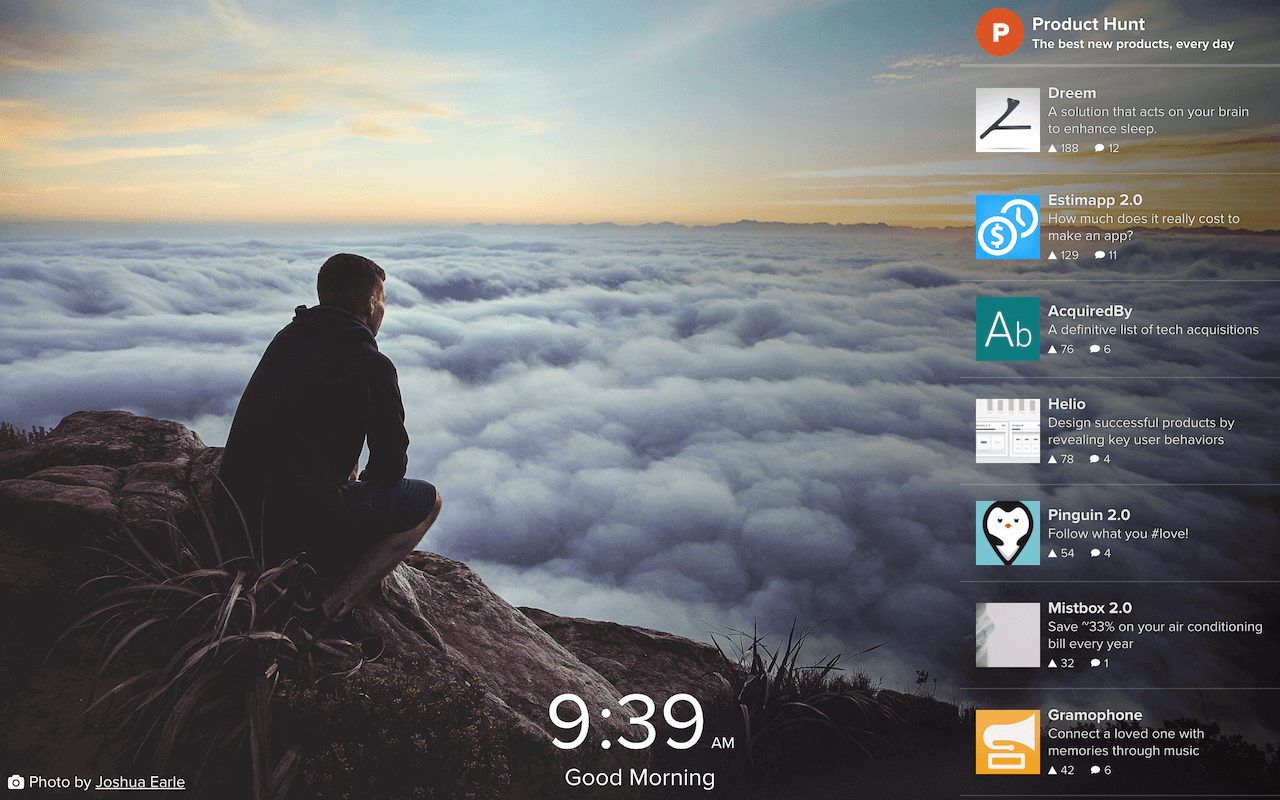 P
Product Hunt
The best new products, every day
Dreem
A solution that acts on your brain
to enhance sleep.
188 12
$
Estimapp 2.0
How much does it really cost to
make an app?
129 11
Ab
AcquiredBy
A definitive list of tech acquisitions
76 6
Helio
Design successful products by
revealing key user behaviors
78 4
Pinguin 2.0
Follow what you #love!
54 4
Mistbox 2.0
Save ~33% on your air conditioning
bill every year
32 1
Gramophone
Connect a loved one with
memories through music
42 6
9:39 AM
Good Morning
Photo by Joshua Earle